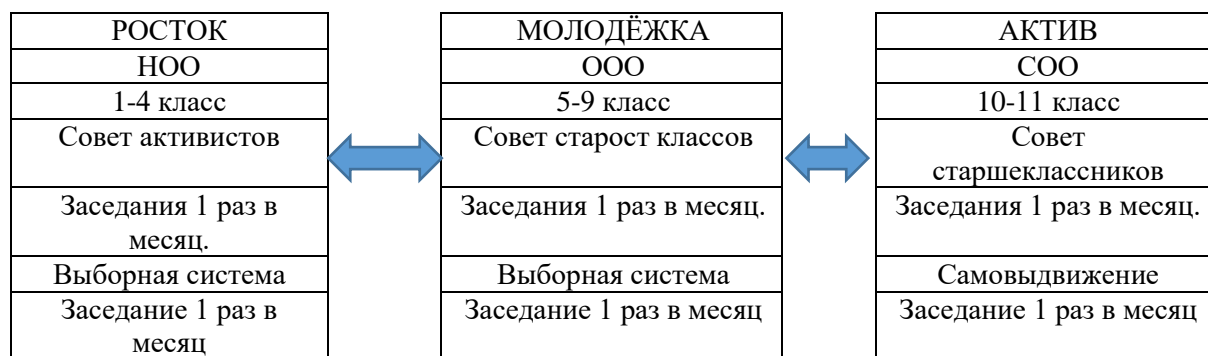 РОСТОК
НОО
1-4 класс
Совет активистов
Заседания 1 раз в
месяц.
Выборная система
Заседание 1 раз в
месяц
МОЛОДЁЖКА
ООО
5-9 класс
Совет старост классов
Заседания 1 раз в месяц.
Выборная система
Заседание 1 раз в месяц
АКТИВ
СОО
10-11 класс
Совет
старшеклассников
Заседания 1 раз в месяц.
Самовыдвижение
Заседание 1 раз в месяц